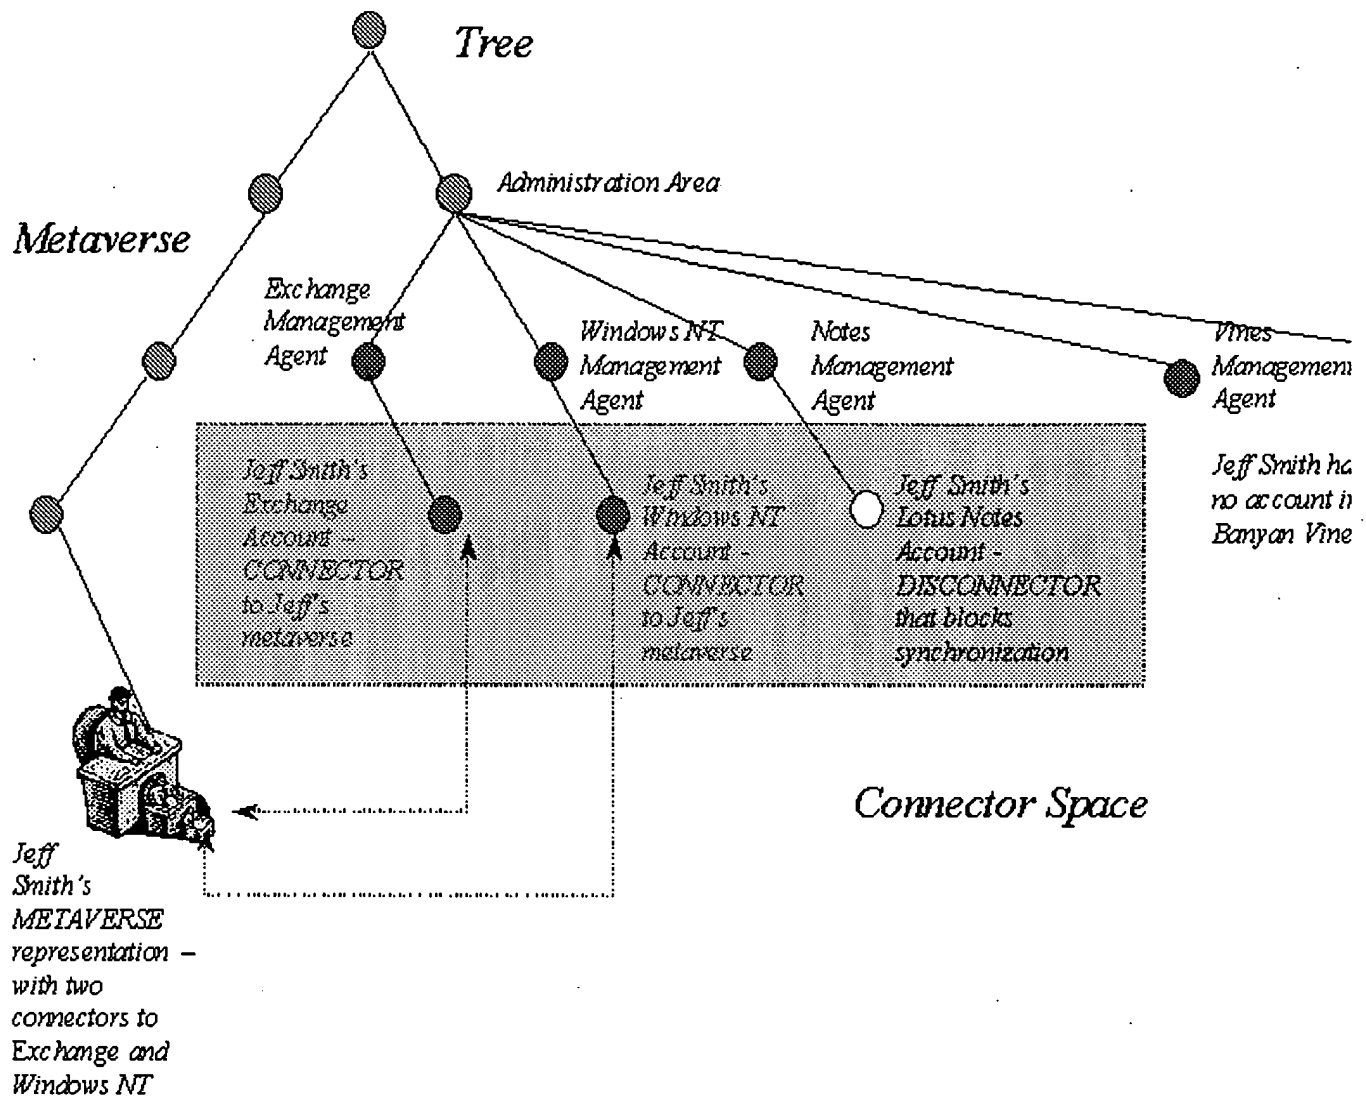 Tree
Administration Area
Metaverse
Exchange
Management
Agent
Windows NT
Management
Agent
Notes
Management
Agent
Vines
Managemen
Agent
Jeff Smith's
Exchange
Account –
CONNECTOR
to Jeff's
metaverse
Jeff Smith's
Windows NT
Account -
CONNECTOR
to Jeff's
metaverse
Jeff Smith's
Lotus Notes
Account -
DISCONNECTOR
that blocks
synchronization
Jeff Smith ha
no account in
Banyan Vine
Connector Space
Jeff
Smith's
METAVERSE
representation –
with two
connectors to
Exchange and
Windows NT